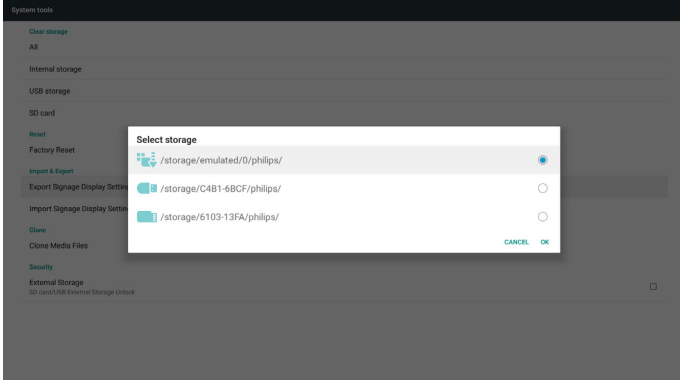 System tools
Clear storage
All
Internal storage
USB storage
SD card
Reset
Factory Reset
Import & Export
Export Signage Display Settin
Import Signage Display Settin
Clone
Clone Media Files
Security
External Storage
SD card/USB External Storage Unlock
Select storage
/storage/emulated/0/philips/
/storage/C4B1-6BCF/philips/
/storage/6103-13FA/philips/
CANCEL OK